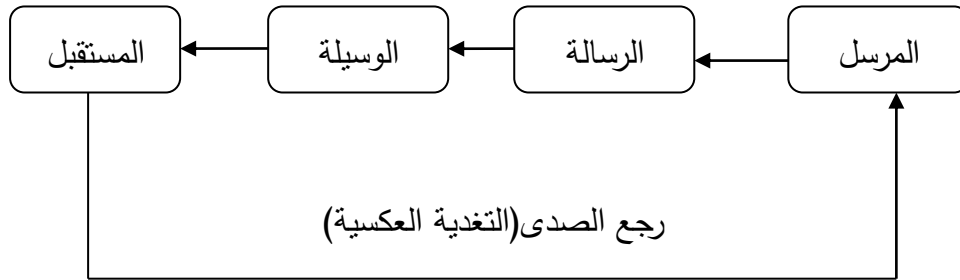 المرسل
الرسالة
الوسيلة
المستقبل
رجع الصدى(التغدية العكسية)